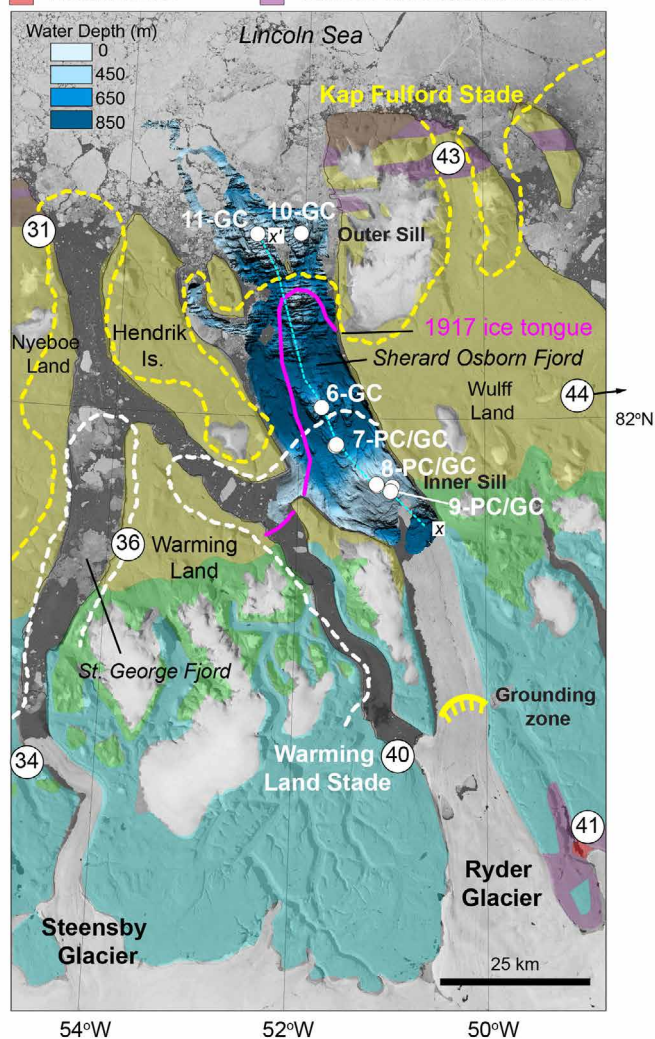 Lincoln Sea
Water Depth (m)
0
450
650
850
Kap Fulford Stade
43
11-GC
10-GC
x'
Outer Sill
31
Nyeboe
Land
Hendrik
Is.
1917 ice tongue
Sherard Osborn Fjord
6-GC
Wulff
Land
44
82°N
7-PC/GC
8-PC/GC
Inner Sill
9-PC/GC
x
36
Warming
Land
St. George Fjord
Grounding
zone
34
Warming
Land Stade
40
41
Ryder
Glacier
Steensby
Glacier
25 km
54°W
52°W
50°W